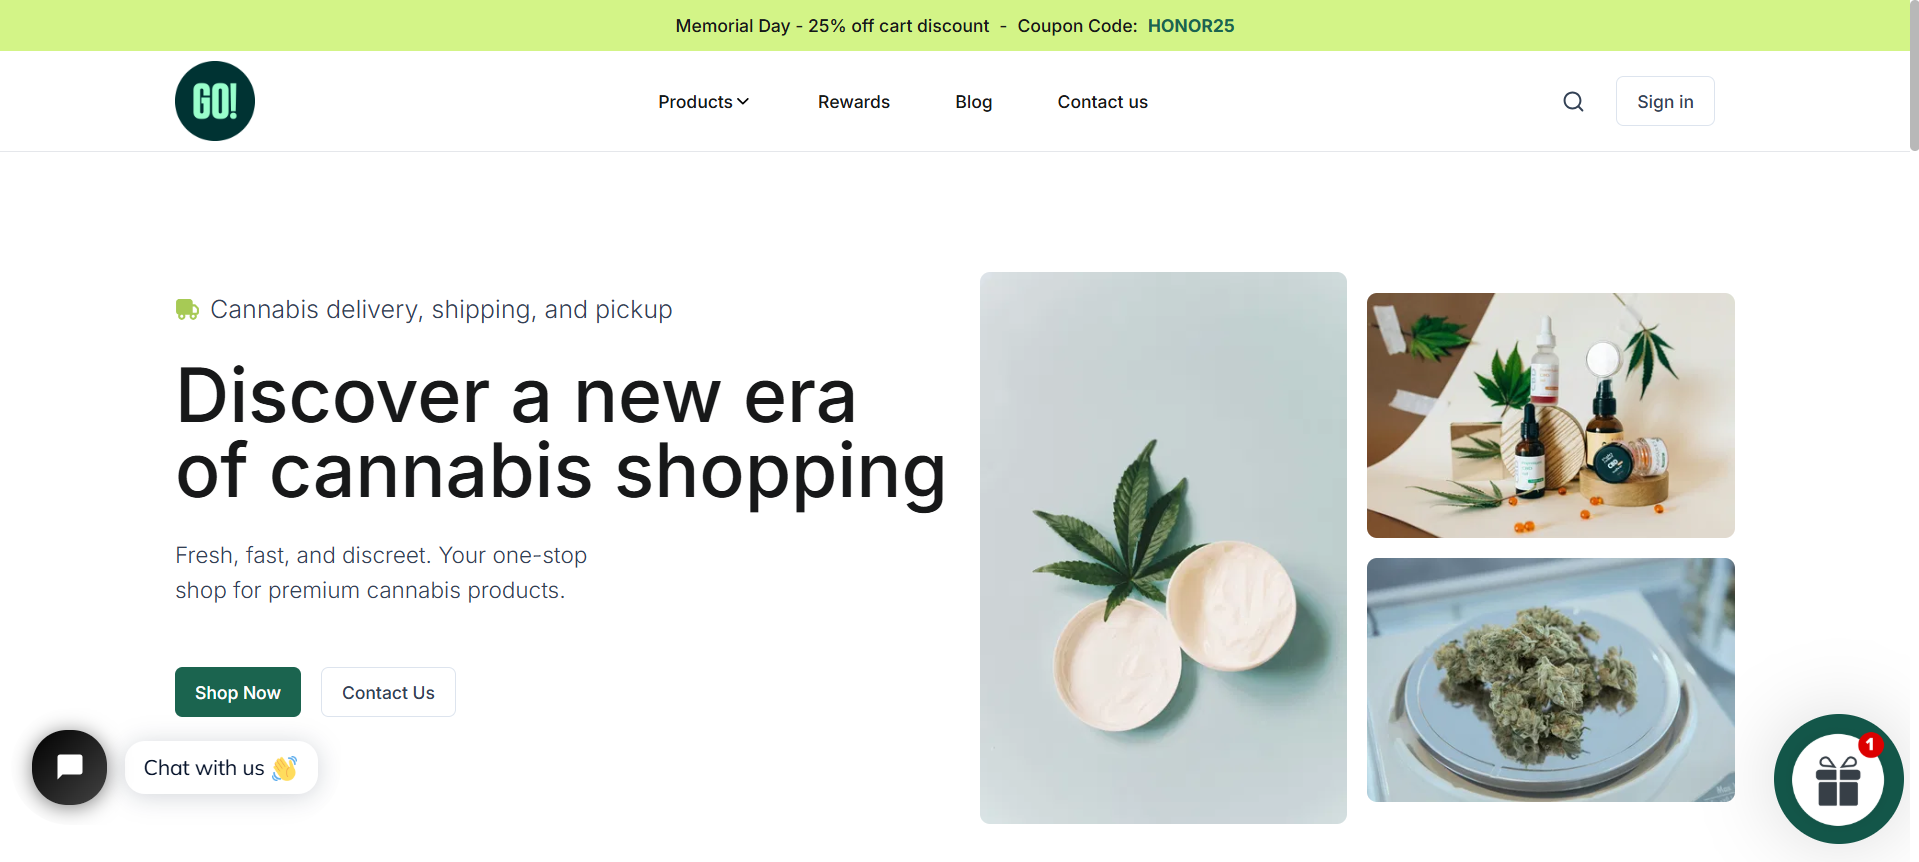 Memorial Day - 25% off cart discount - Coupon Code: HONOR25
GO!
Products
Rewards
Blog
Contact us
Sign in
Cannabis delivery, shipping, and pickup
Discover a new era
of cannabis shopping
Fresh, fast, and discreet. Your one-stop
shop for premium cannabis products.
Shop Now
Contact Us
Chat with us
1
CBD